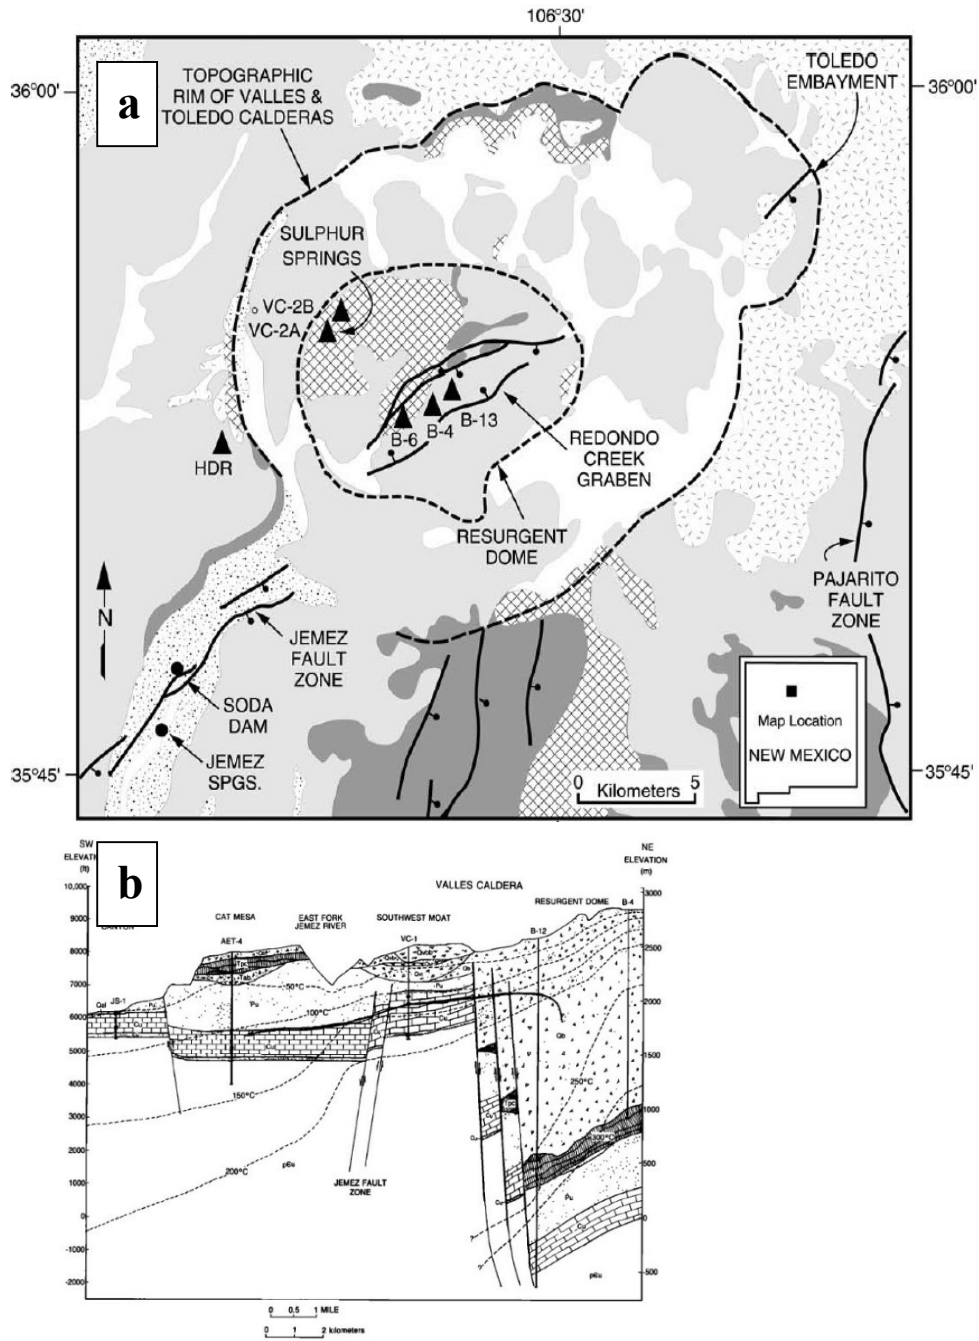 106°30'
a
36°00'
36°00'
TOPOGRAPHIC
RIM OF VALLES &
TOLEDO CALDERAS
TOLEDO
EMBAYMENT
SULPHUR
SPRINGS
VC-2B
VC-2A
B-6
B-4
B-13
HDR
REDONDO
CREEK
GRABEN
RESURGENT
DOME
N
PAJARITO
FAULT
ZONE
JEMEZ
FAULT
ZONE
SODA
DAM
JEMEZ
SPGS.
Map Location
NEW MEXICO
35°45'
35°45'
0
5
Kilometers
b
SW
(ft)
NE
ELEVATION
(m)
VALLES CALDERA
RESURGENT DOME
B-4
B-12
CAT MESA
EAST FORK
JEMEZ RIVER
SOUTHWEST MOAT
AET-4
VC-1
JS-1
10,000
9000
8000
7000
6000
5000
4000
3000
2000
1000
0
-1000
-2000
3000
2500
2000
1500
1000
500
0
-500
50°C
100°C
150°C
200°C
250°C
300°C
Qal
Pu
Pu
Pu
Pu
p€u
p€u
JEMEZ FAULT
ZONE
0 0.5 1 MILE
0 1 2 kilometers